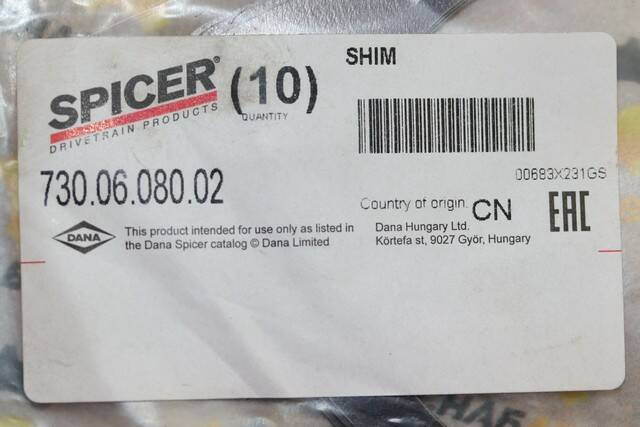 SPICER®
DRIVETRAIN PRODUCTS
(10)
QUANTITY
SHIM
00683X231GS
730.06.080.02
Country of origin: CN
EAC
DANA
This product intended for use only as listed in
the Dana Spicer catalog © Dana Limited
Dana Hungary Ltd.
Körtefa st, 9027 Győr, Hungary